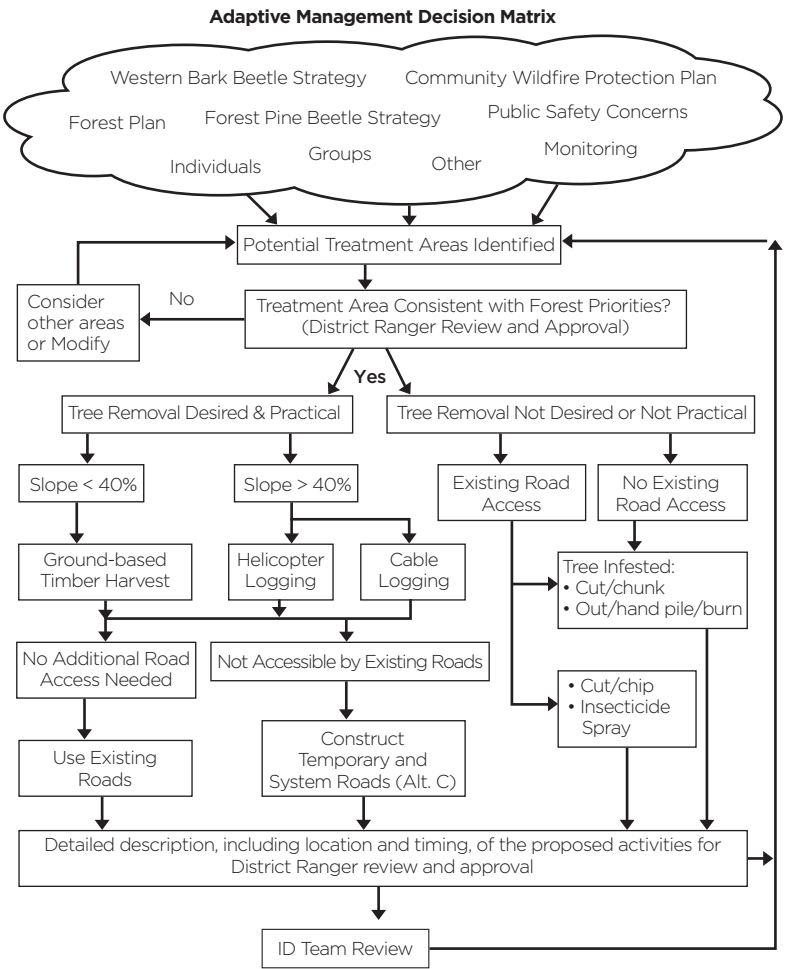 Adaptive Management Decision Matrix
Western Bark Beetle Strategy
Community Wildfire Protection Plan
Forest Plan
Forest Pine Beetle Strategy
Public Safety Concerns
Individuals
Groups
Other
Monitoring
Potential Treatment Areas Identified
Consider
other areas
or Modify
No
Treatment Area Consistent with Forest Priorities?
(District Ranger Review and Approval)
Yes
Tree Removal Desired & Practical
Tree Removal Not Desired or Not Practical
Slope < 40%
Slope > 40%
Existing Road
Access
No Existing
Road Access
Ground-based
Timber Harvest
Helicopter
Logging
Cable
Logging
Tree Infested:
• Cut/chunk
• Out/hand pile/burn
No Additional Road
Access Needed
Not Accessible by Existing Roads
• Cut/chip
• Insecticide
Spray
Use Existing
Roads
Construct
Temporary and
System Roads (Alt. C)
Detailed description, including location and timing, of the proposed activities for
District Ranger review and approval
ID Team Review